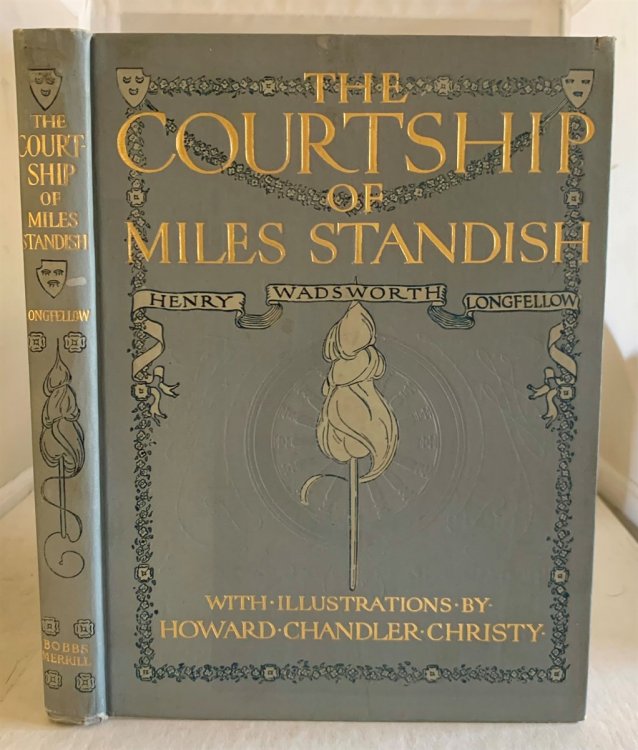 THE
COURT-
SHIP
OF
MILES
STANDISH
LONGFELLOW
BOBBS
MERRILL
THE
COURTSHIP
OF
MILES STANDISH
HENRY WADSWORTH LONGFELLOW
WITH·ILLUSTRATIONS·BY·
HOWARD·CHANDLER·CHRISTY·